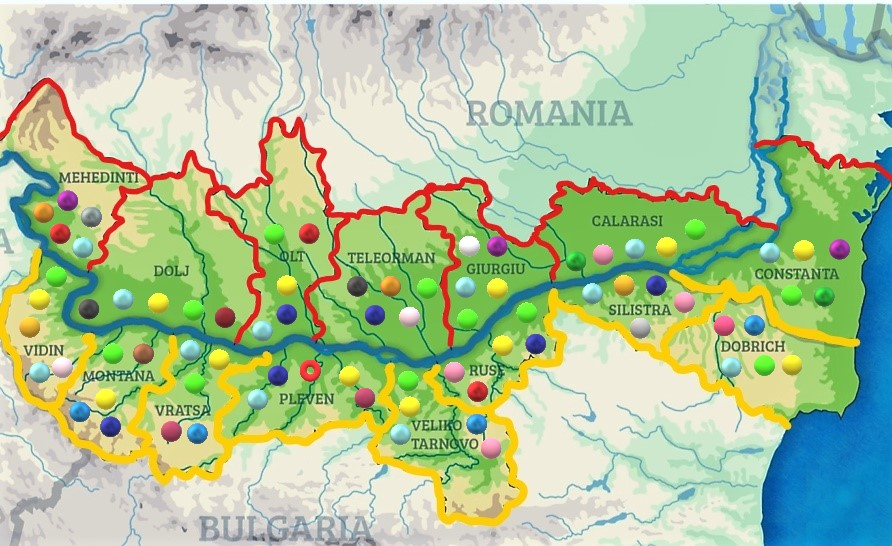 ROMANIA
MEHEDINTI
CALARASI
OLT
TELEORMAN
DOLJ
GIURGIU
CONSTANTA
SILISTRA
DOBRICH
VIDIN
MONTANA
RUSE
PLEVEN
VRATSA
VELIKO
TARNOVO
BULGARIA